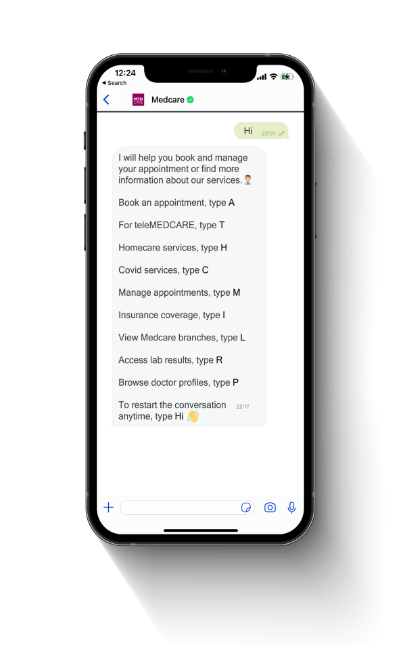 12:24
◂ Search
Medcare
Hi 22:01
I will help you book and manage
your appointment or find more
information about our services.
Book an appointment, type A
For teleMEDCARE, type T
Homecare services, type H
Covid services, type C
Manage appointments, type M
Insurance coverage, type I
View Medcare branches, type L
Access lab results, type R
Browse doctor profiles, type P
To restart the conversation
anytime, type Hi 👋